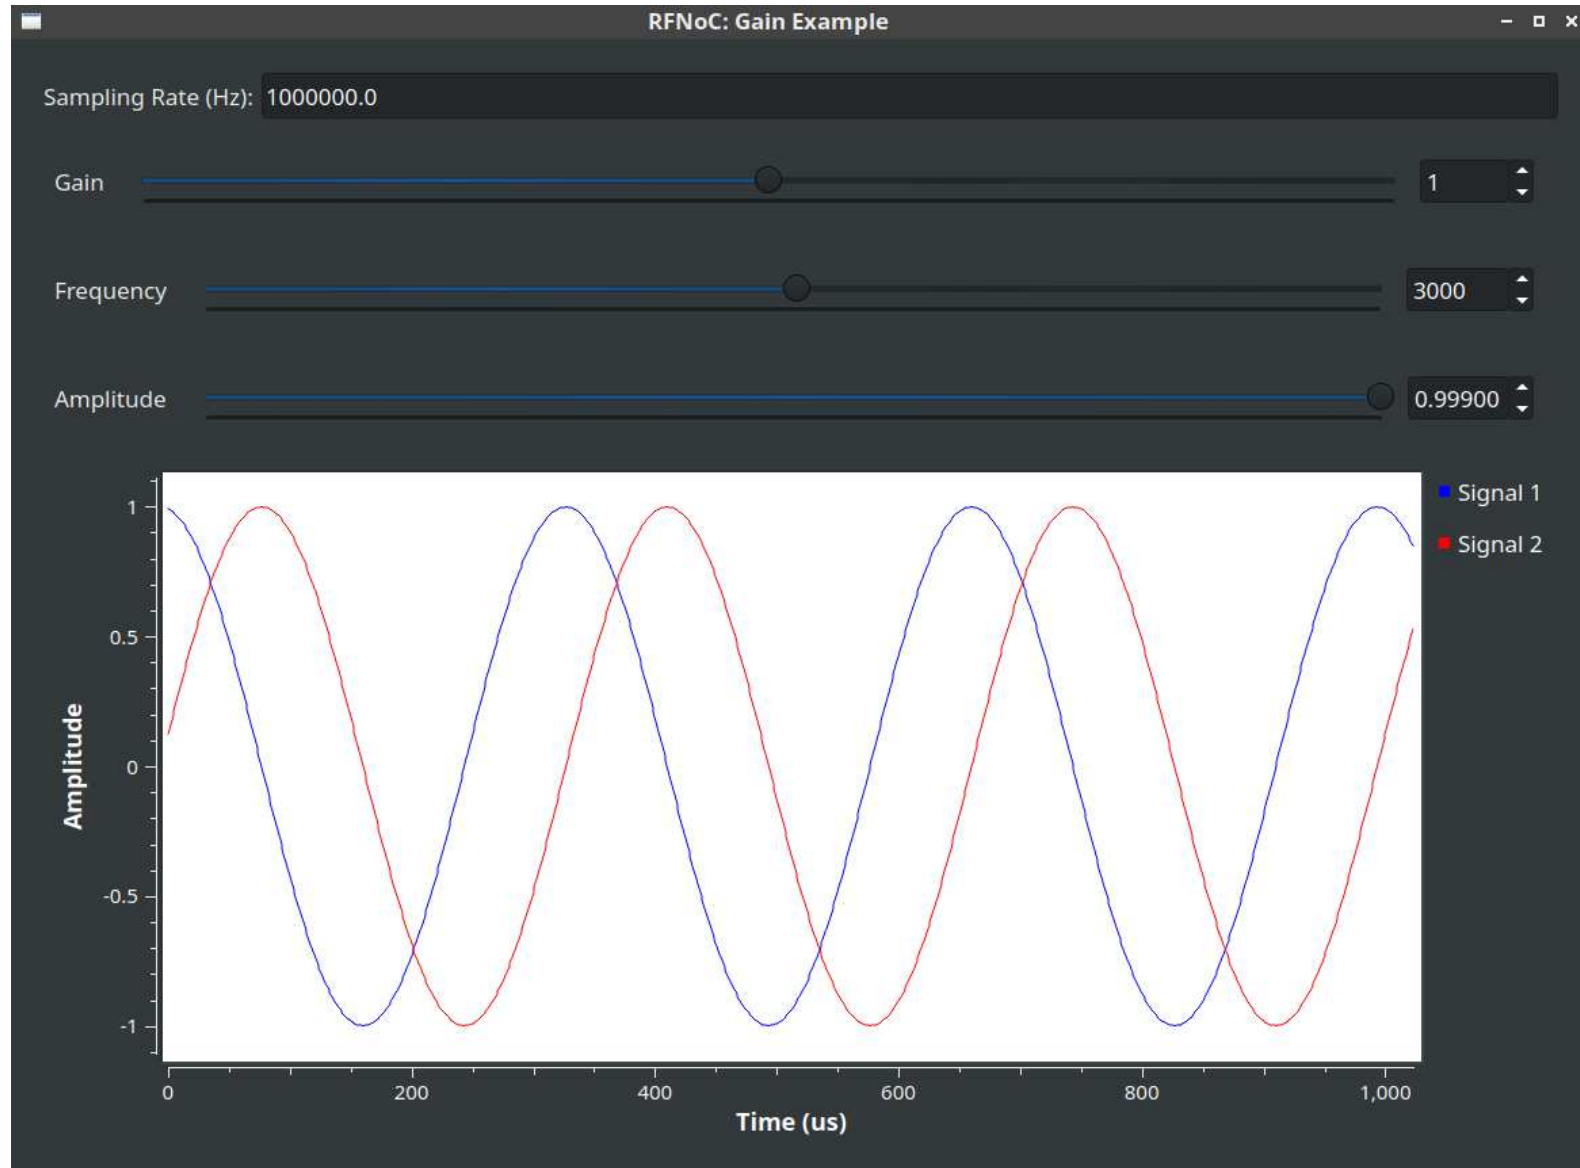 RFNoC: Gain Example
Sampling Rate (Hz): 1000000.0
Gain 1
Frequency 3000
Amplitude 0.99900
Signal 1
Signal 2
1
0.5
0
-0.5
-1
Amplitude
0 200 400 600 800 1,000
Time (us)